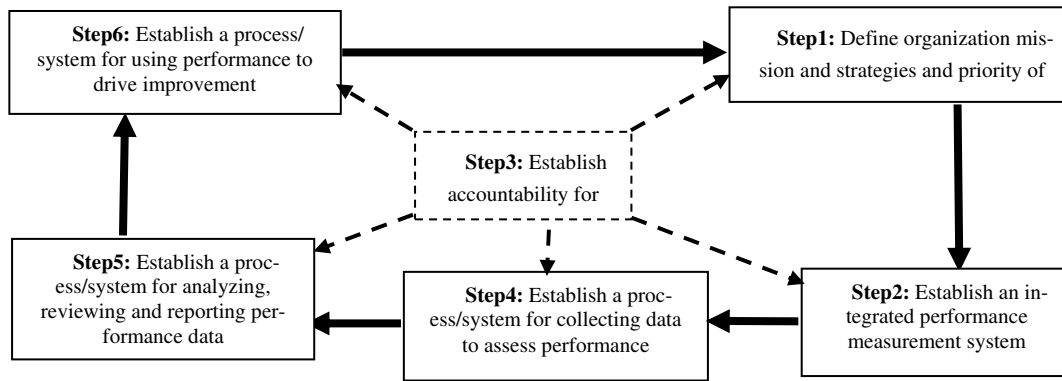 Step6: Establish a process/
system for using performance to
drive improvement
Step1: Define organization mis-
sion and strategies and priority of
Step3: Establish
accountability for
Step5: Establish a proc-
ess/system for analyzing,
reviewing and reporting per-
formance data
Step4: Establish a proc-
ess/system for collecting data
to assess performance
Step2: Establish an in-
tegrated performance
measurement system